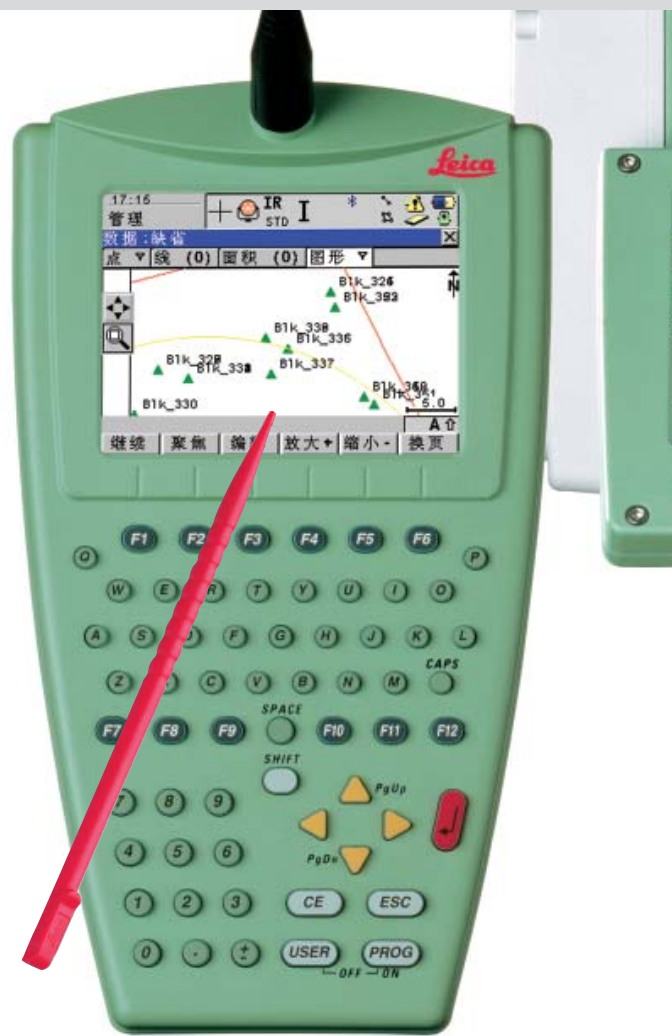 Leica
17:16
管理
IR
STD
I
数据:缺省
点 线 (0) 面积 (0) 图形
N
Blk_393
Blk_336
Blk_337
Blk_330
5.0
A
继续 聚焦 放大+ 缩小- 换页
F1 F2 F3 F4 F5 F6
Q P
W E R T Y U I O
A S D F G H J K L
CAPS
Z C V B N M
SPACE
F7 F8 F9 F10 F11 F12
SHIFT
PgUp
7 8 9
PgDn
4 5 6
1 2 3 CE ESC
0 . ± USER PROG
OFF ON